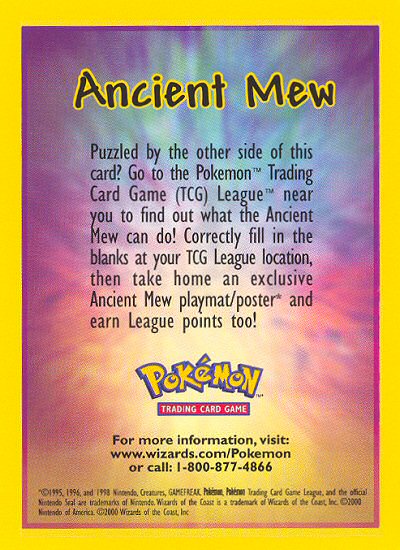 Ancient Mew
Puzzled by the other side of this
card? Go to the Pokemon™ Trading
Card Game (TCG) League™ near
you to find out what the Ancient
Mew can do! Correctly fill in the
blanks at your TCG League location,
then take home an exclusive
Ancient Mew playmat/poster* and
earn League points too!
POKéMON™
TRADING CARD GAME
For more information, visit:
www.wizards.com/Pokemon
or call: 1-800-877-4866
*©1995, 1996, and 1998 Nintendo, Creatures, GAMEFREAK. Pokémon, Pokémon Trading Card Game League, and the official
Nintendo Seal are trademarks of Nintendo. Wizards of the Coast is a trademark of Wizards of the Coast, Inc. ©2000
Nintendo of America. ©2000 Wizards of the Coast, Inc